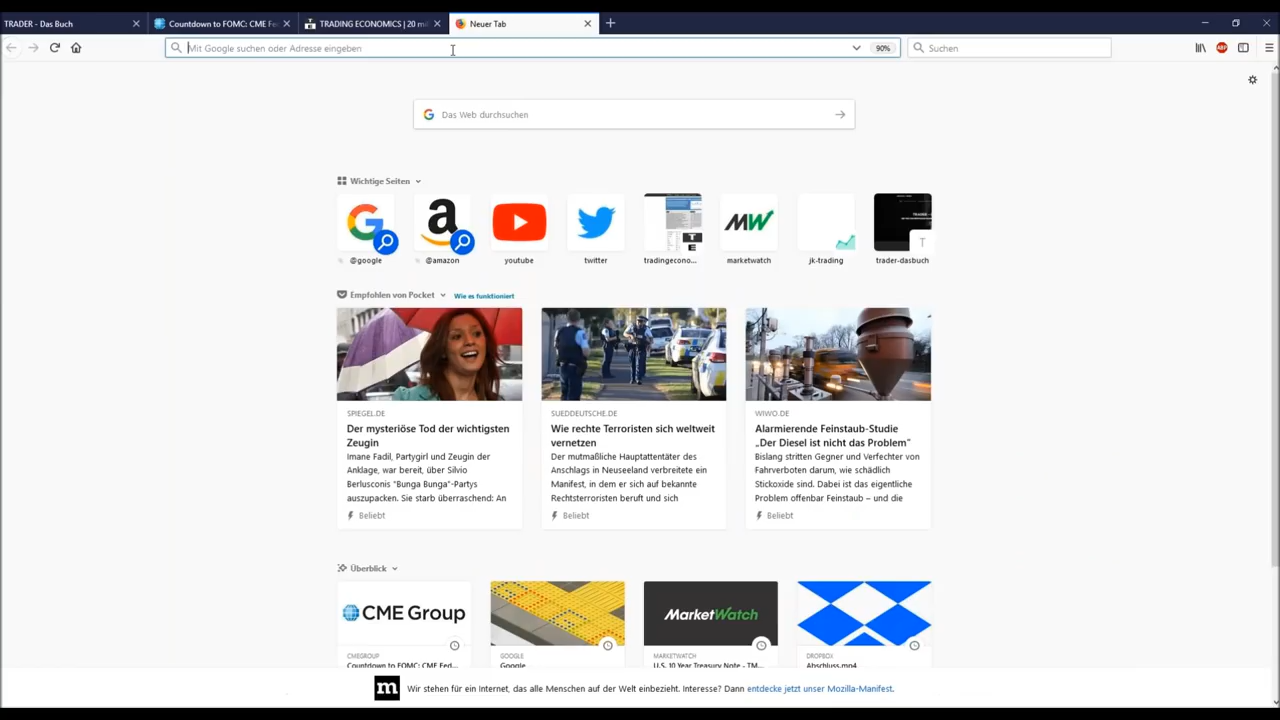 TRADER - Das Buch
Countdown to FOMC: CME Fe
TRADING ECONOMICS | 20 m
Neuer Tab
Mit Google suchen oder Adresse eingeben
90%
Suchen
ABP
Das Web durchsuchen
Wichtige Seiten
@google
@amazon
youtube
twitter
tradingecono...
marketwatch
jk-trading
trader-dasbuch
Empfohlen von Pocket
Wie es funktioniert
SPIEGEL.DE
Der mysteriöse Tod der wichtigsten
Zeugin
Imane Fadil, Partygirl und Zeugin der
Anklage, war bereit, über Silvio
Berlusconis "Bunga Bunga"-Partys
auszupacken. Sie starb überraschend: An
Beliebt
SUEDDEUTSCHE.DE
Wie rechte Terroristen sich weltweit
vernetzen
Der mutmaßliche Hauptattentäter des
Anschlags in Neuseeland verbreitete ein
Manifest, in dem er sich auf bekannte
Rechtsterroristen beruft und sich
Beliebt
WIWO.DE
Alarmierende Feinstaub-Studie
„Der Diesel ist nicht das Problem“
Bislang stritten Gegner und Verfechter von
Fahrverboten darum, wie schädlich
Stickoxide sind. Dabei ist das eigentliche
Problem offenbar Feinstaub – und die
Beliebt
Überblick
CME Group
MarketWatch
CMEGROUP
Countdown to FOMC: CME Fed...
GOOGLE
Google
MARKETWATCH
U.S. 10 Year Treasury Note - TM...
DROPBOX
Abschluss.mp4
m
Wir stehen für ein Internet, das alle Menschen auf der Welt einbezieht. Interesse? Dann entdecke jetzt unser Mozilla-Manifest.